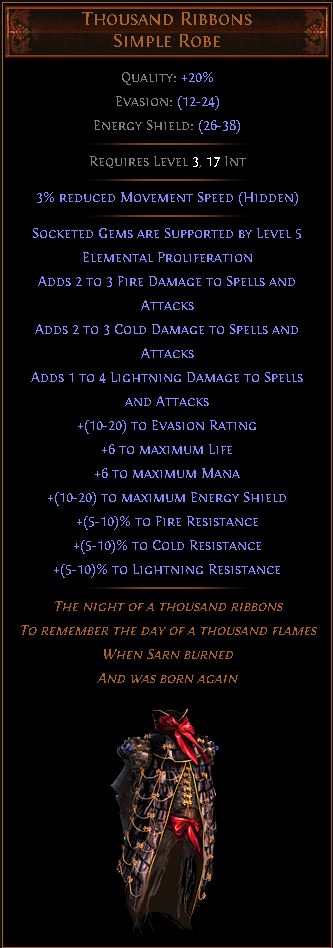 Thousand Ribbons
Simple Robe
Quality: +20%
Evasion: (12-24)
Energy Shield: (26-38)
Requires Level 3, 17 Int
3% reduced Movement Speed (Hidden)
Socketed Gems are Supported by Level 5
Elemental Proliferation
Adds 2 to 3 Fire Damage to Spells and
Attacks
Adds 2 to 3 Cold Damage to Spells and
Attacks
Adds 1 to 4 Lightning Damage to Spells
and Attacks
+(10-20) to Evasion Rating
+6 to maximum Life
+6 to maximum Mana
+(10-20) to maximum Energy Shield
+(5-10)% to Fire Resistance
+(5-10)% to Cold Resistance
+(5-10)% to Lightning Resistance
The night of a thousand ribbons
To remember the day of a thousand flames
When Sarn burned
And was born again